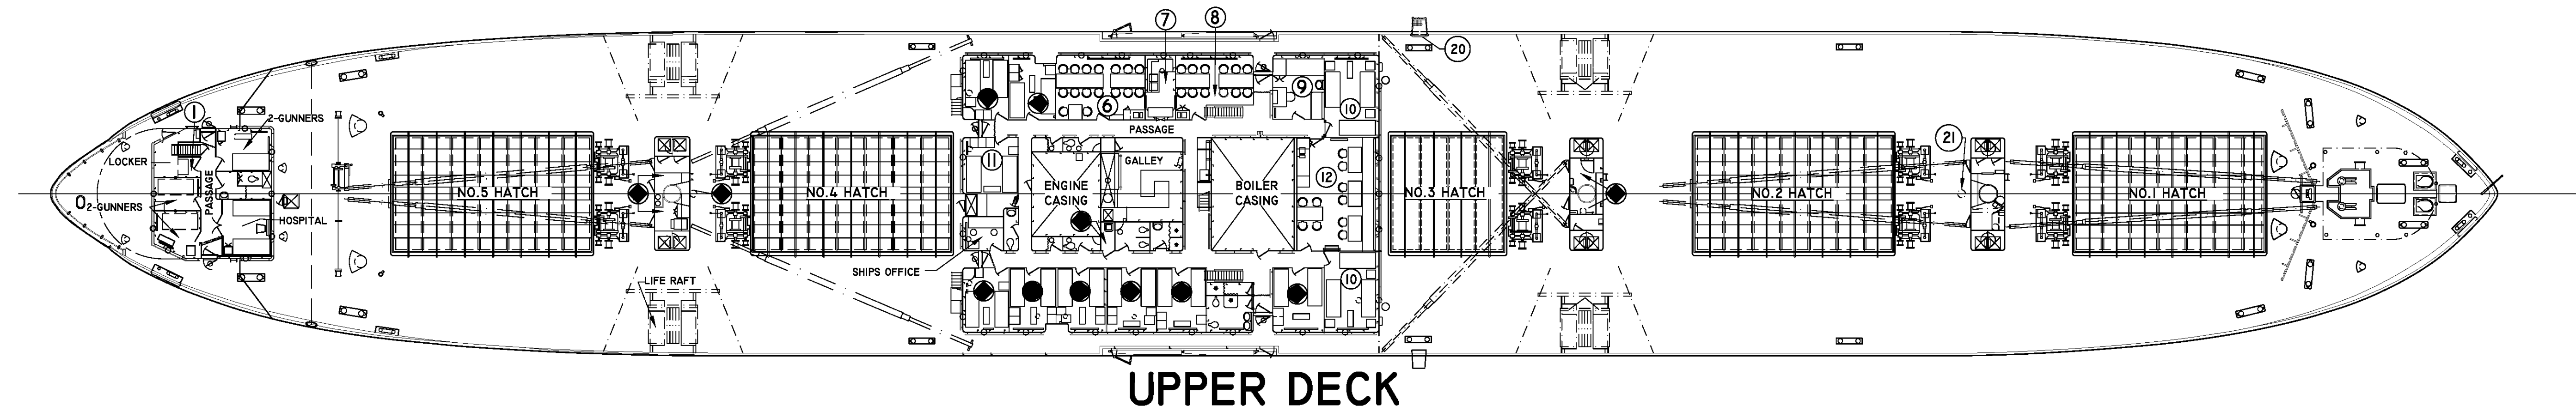 7
8
20
1
2-GUNNERS
LOCKER
PASSAGE
2-GUNNERS
HOSPITAL
NO.5 HATCH
NO.4 HATCH
LIFE RAFT
SHIPS OFFICE
11
6
9
10
PASSAGE
GALLEY
ENGINE
CASING
BOILER
CASING
12
10
NO.3 HATCH
NO.2 HATCH
21
NO.1 HATCH
UPPER DECK